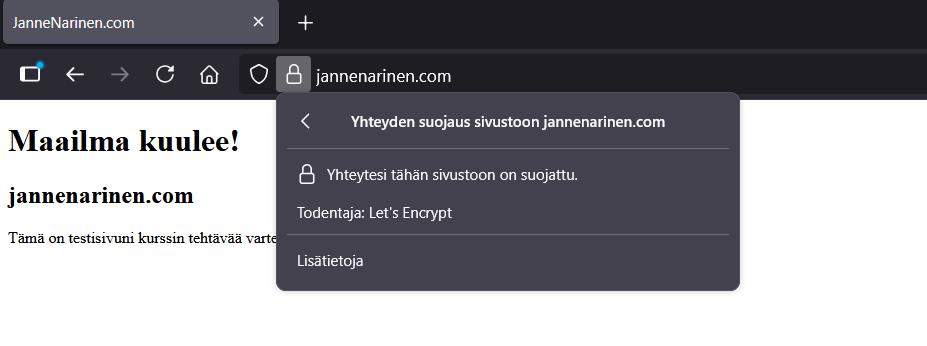 JanneNarinen.com
jannenarinen.com
Yhteyden suojaus sivustoon jannenarinen.com
Yhteytesi tähän sivustoon on suojattu.
Todentaja: Let's Encrypt
Lisätietoja
Maailma kuulee!
jannenarinen.com
Tämä on testisivuni kurssin tehtävää